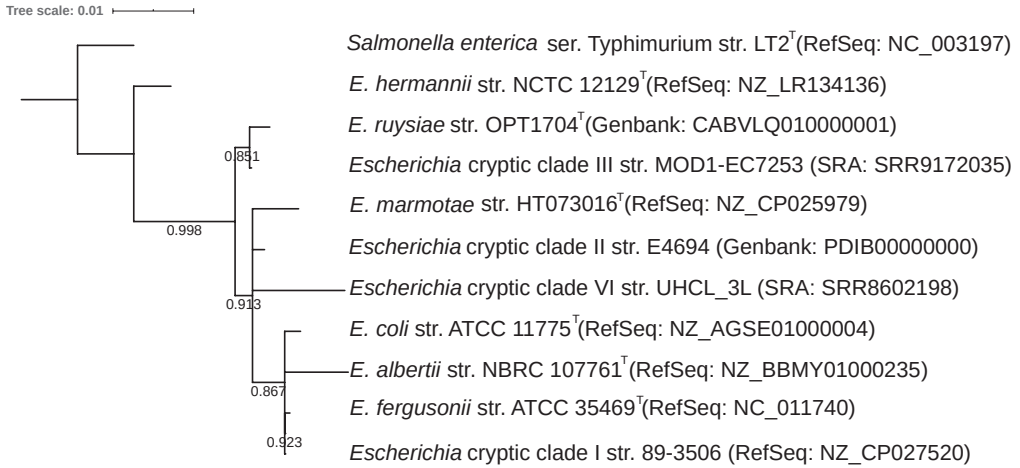 Tree scale: 0.01
Salmonella enterica ser. Typhimurium str. LT2T(RefSeq: NC_003197)
E. hermannii str. NCTC 12129T(RefSeq: NZ_LR134136)
E. ruysiae str. OPT1704T(Genbank: CABVLQ010000001)
0.851
Escherichia cryptic clade III str. MOD1-EC7253 (SRA: SRR9172035)
E. marmotae str. HT073016T(RefSeq: NZ_CP025979)
0.998
Escherichia cryptic clade II str. E4694 (Genbank: PDIB00000000)
Escherichia cryptic clade VI str. UHCL_3L (SRA: SRR8602198)
0.913
E. coli str. ATCC 11775T(RefSeq: NZ_AGSE01000004)
E. albertii str. NBRC 107761T(RefSeq: NZ_BBMY01000235)
0.867
E. fergusonii str. ATCC 35469T(RefSeq: NC_011740)
0.923
Escherichia cryptic clade I str. 89-3506 (RefSeq: NZ_CP027520)